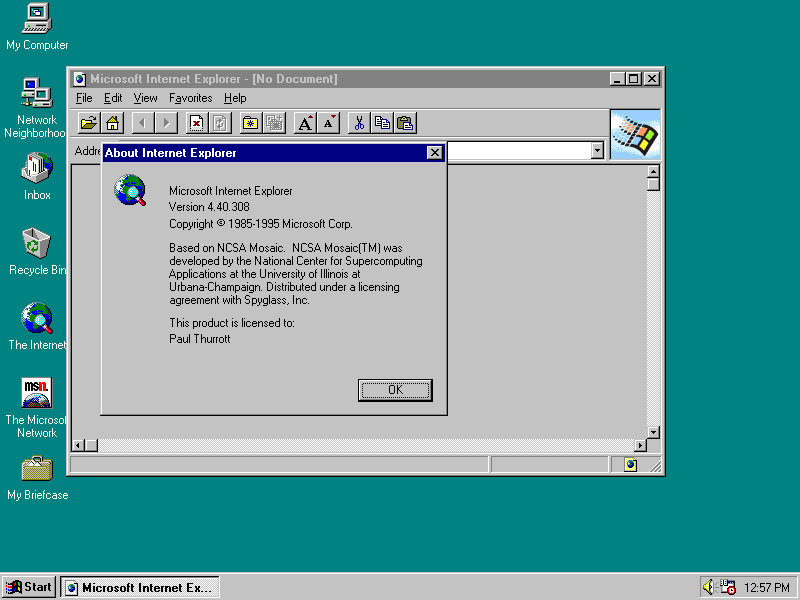 My Computer
Network
Neighborhoo
Inbox
Recycle Bin
The Internet
msn.
The Microsof
Network
My Briefcase
Microsoft Internet Explorer - [No Document]
File Edit View Favorites Help
A A
Addre
About Internet Explorer
Microsoft Internet Explorer
Version 4.40.308
Copyright © 1985-1995 Microsoft Corp.
Based on NCSA Mosaic. NCSA Mosaic(TM) was
developed by the National Center for Supercomputing
Applications at the University of Illinois at
Urbana-Champaign. Distributed under a licensing
agreement with Spyglass, Inc.
This product is licensed to:
Paul Thurrott
OK
Start
Microsoft Internet Ex...
12:57 PM